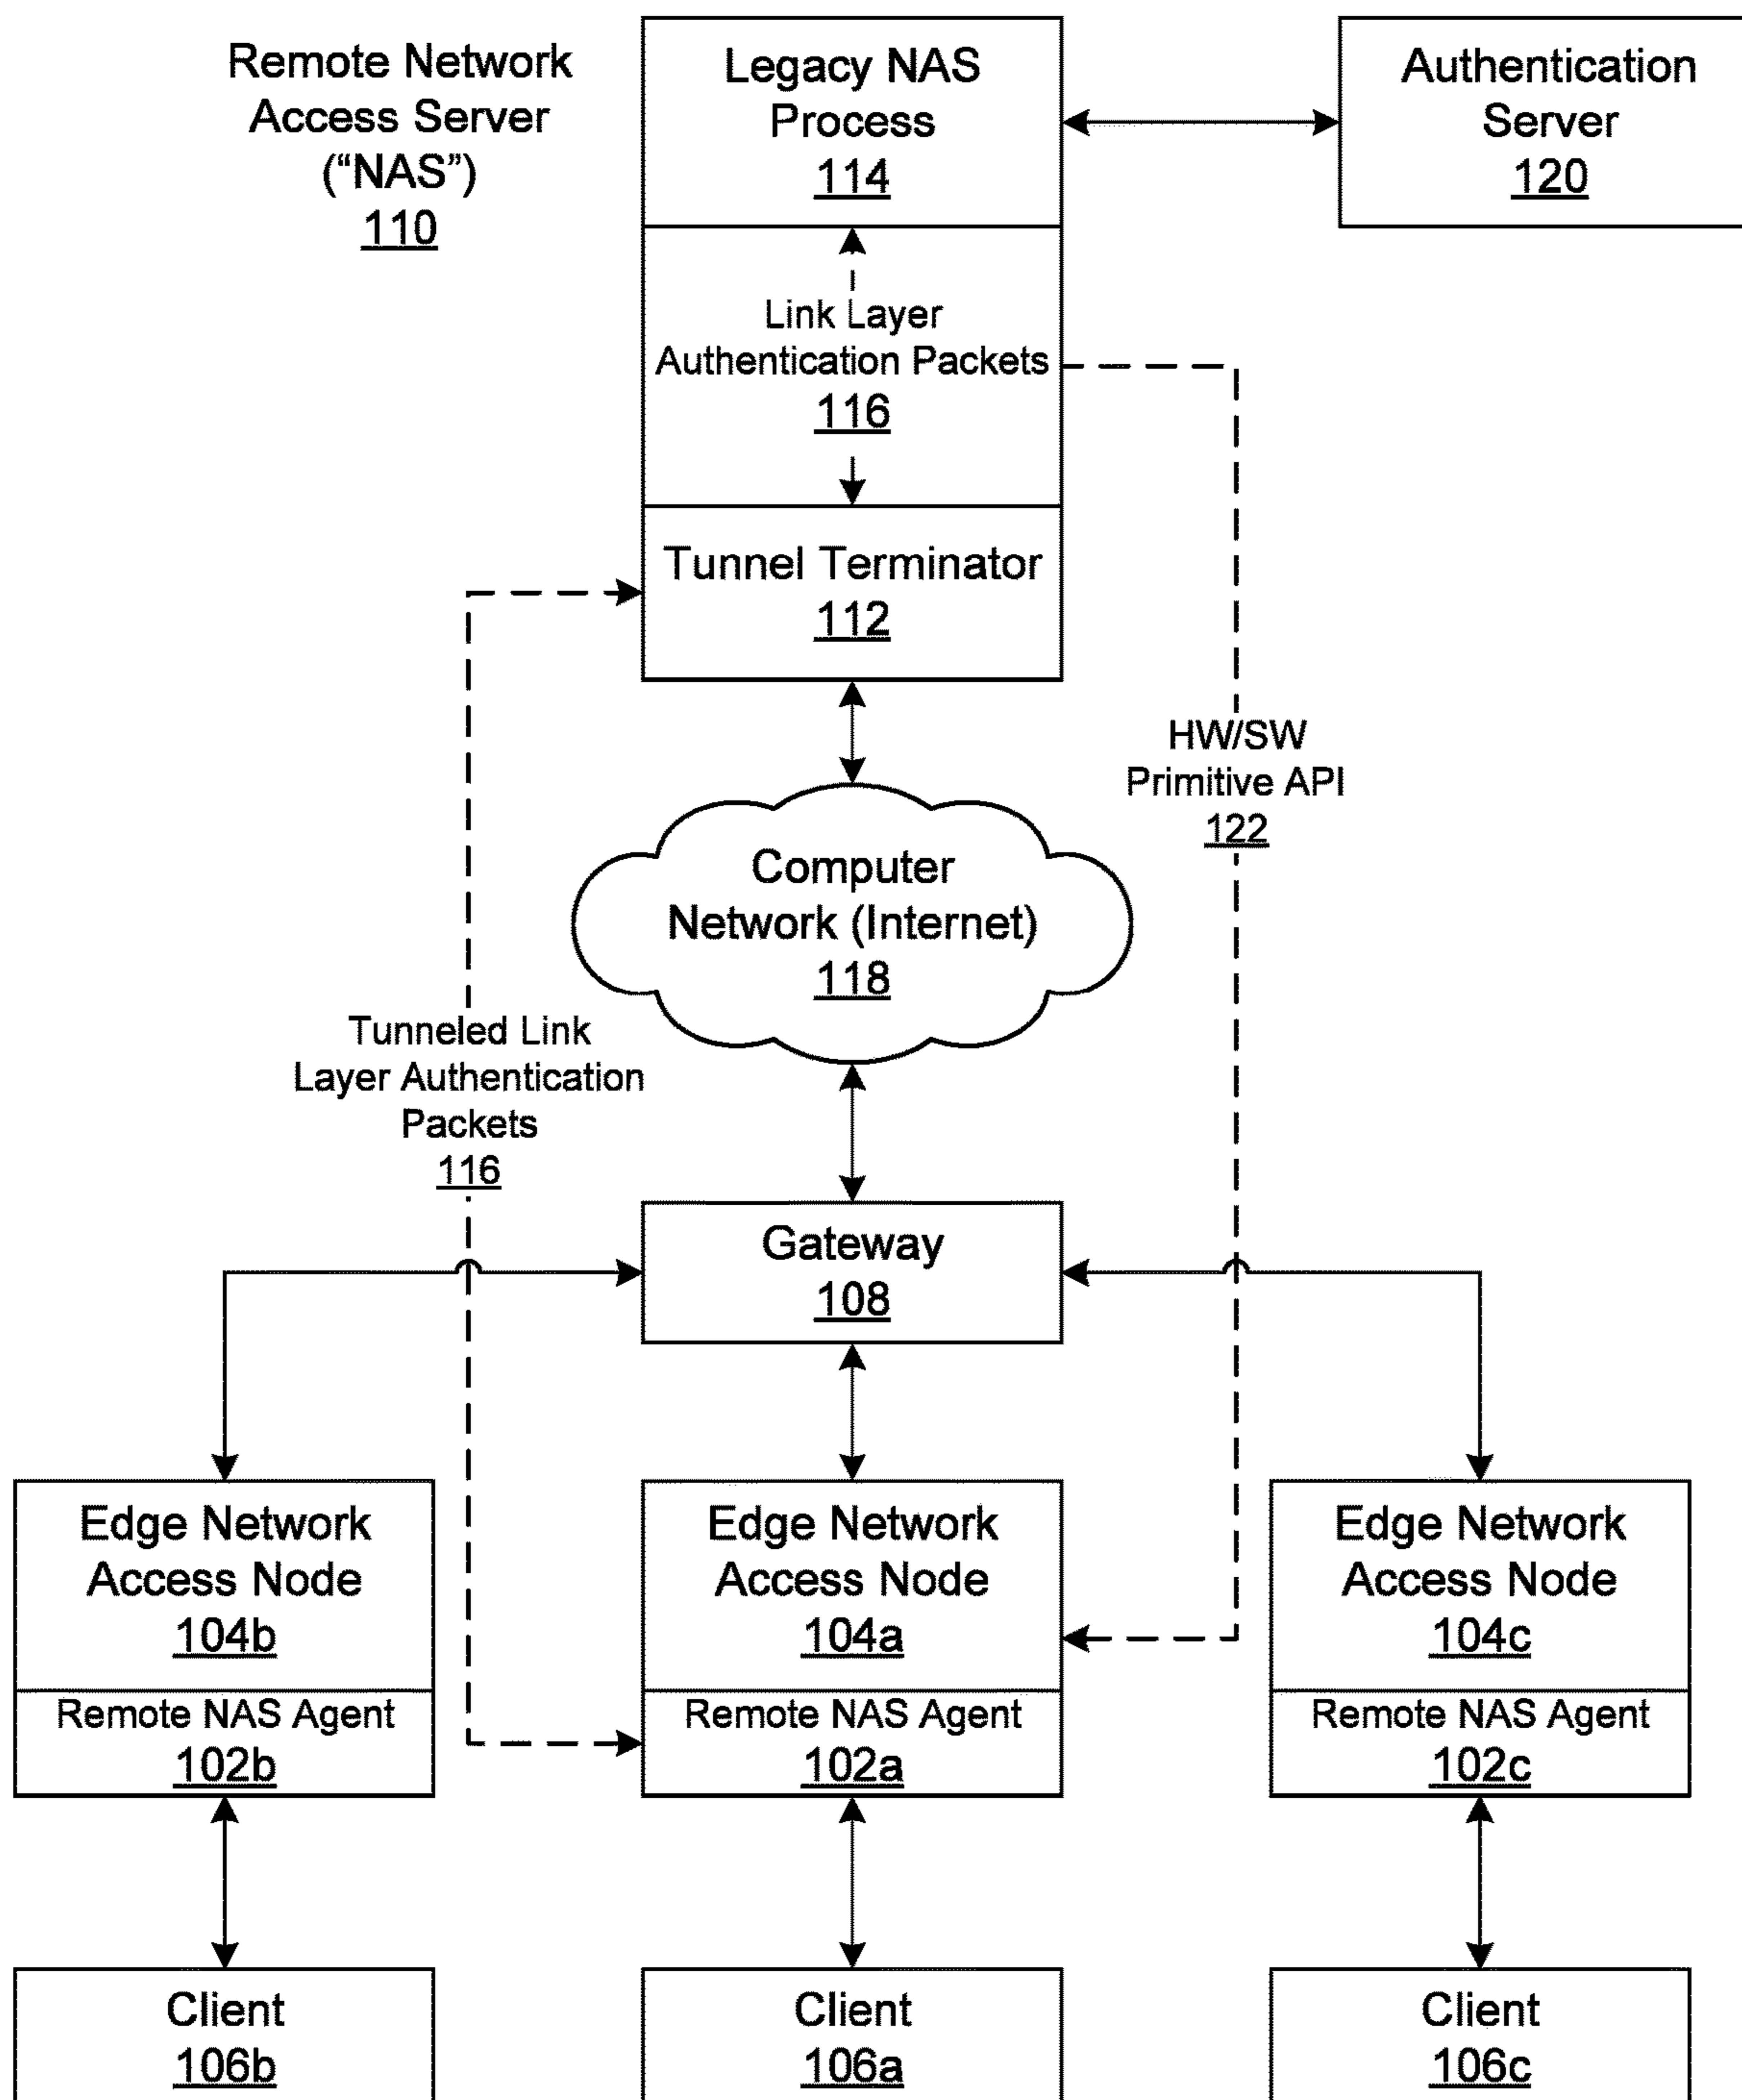 Remote Network
Access Server
(“NAS”)
110
Legacy NAS
Process
114
Authentication
Server
120
Link Layer
Authentication Packets
116
Tunnel Terminator
112
HW/SW
Primitive API
122
Computer
Network (Internet)
118
Tunneled Link
Layer Authentication
Packets
116
Gateway
108
Edge Network
Access Node
104b
Remote NAS Agent
102b
Edge Network
Access Node
104a
Remote NAS Agent
102a
Edge Network
Access Node
104c
Remote NAS Agent
102c
Client
106b
Client
106a
Client
106c